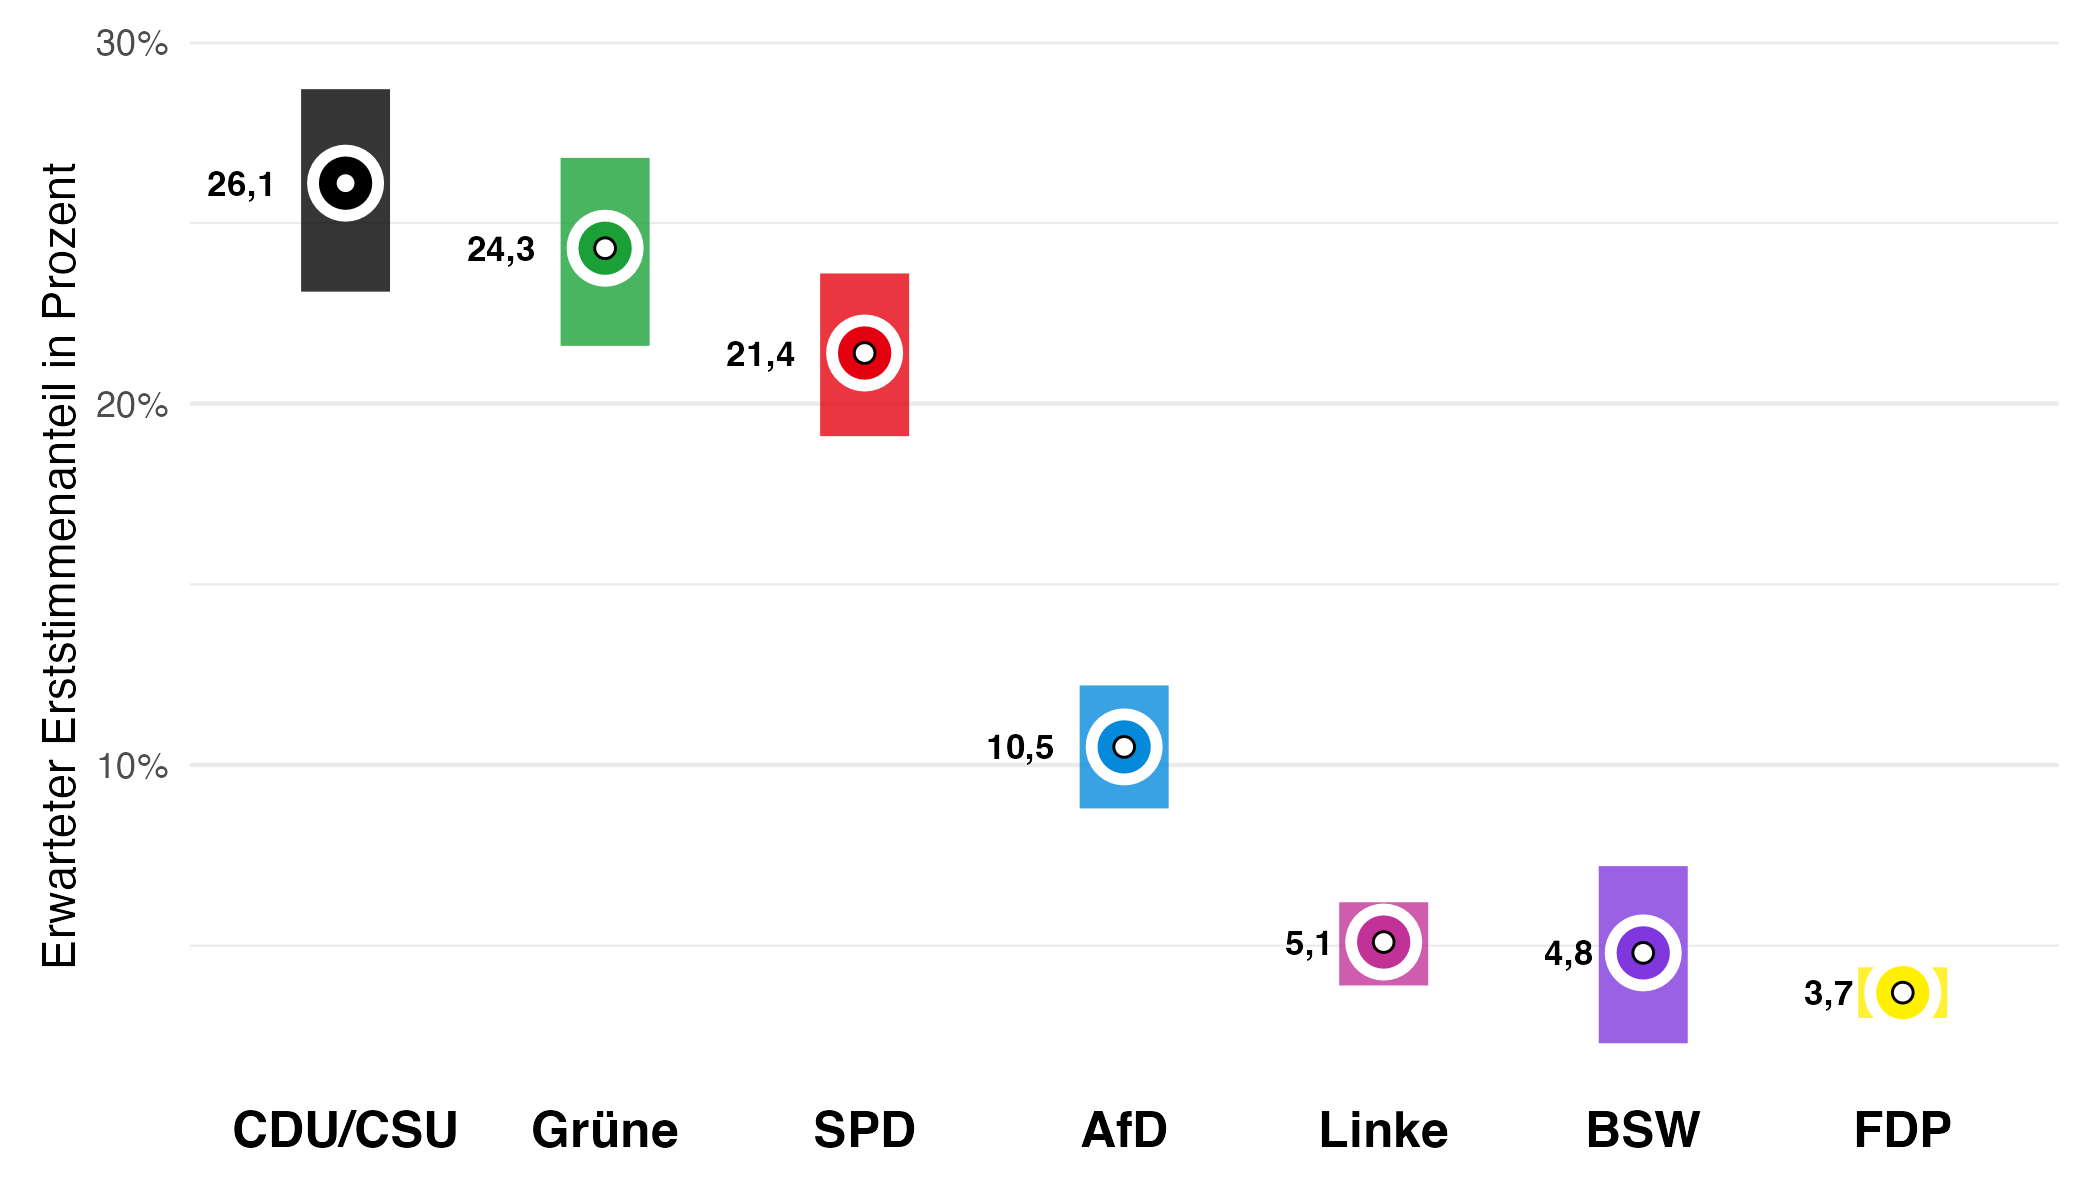 Erwarteter Erststimmenanteil in Prozent
30%
20%
10%
26,1
24,3
21,4
10,5
5,1
4,8
3,7
CDU/CSU
Grüne
SPD
AfD
Linke
BSW
FDP